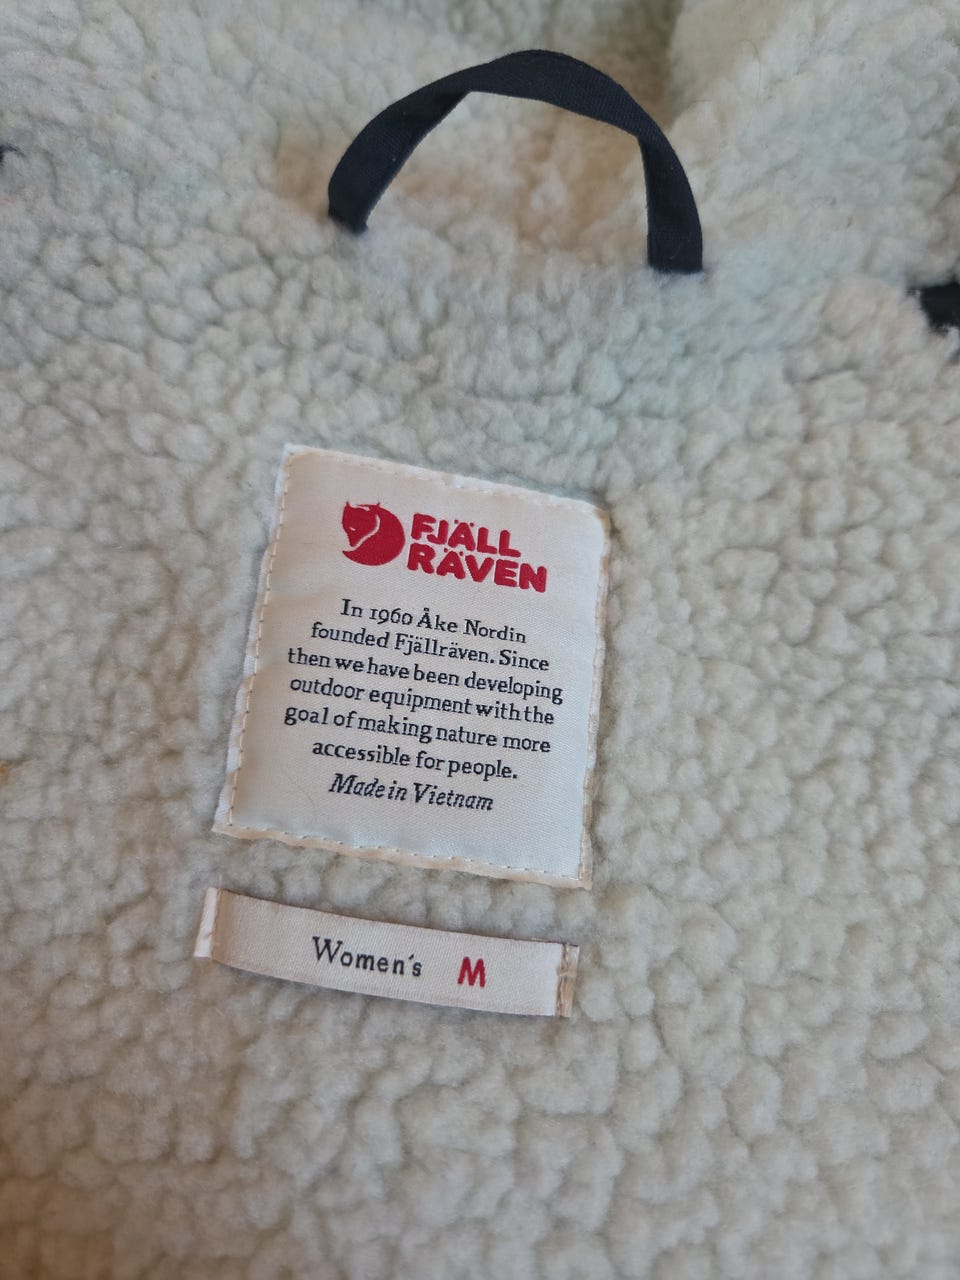 FJÄLL
RÄVEN
In 1960 Åke Nordin
founded Fjällräven. Since
then we have been developing
outdoor equipment with the
goal of making nature more
accessible for people.
Made in Vietnam
Women's M